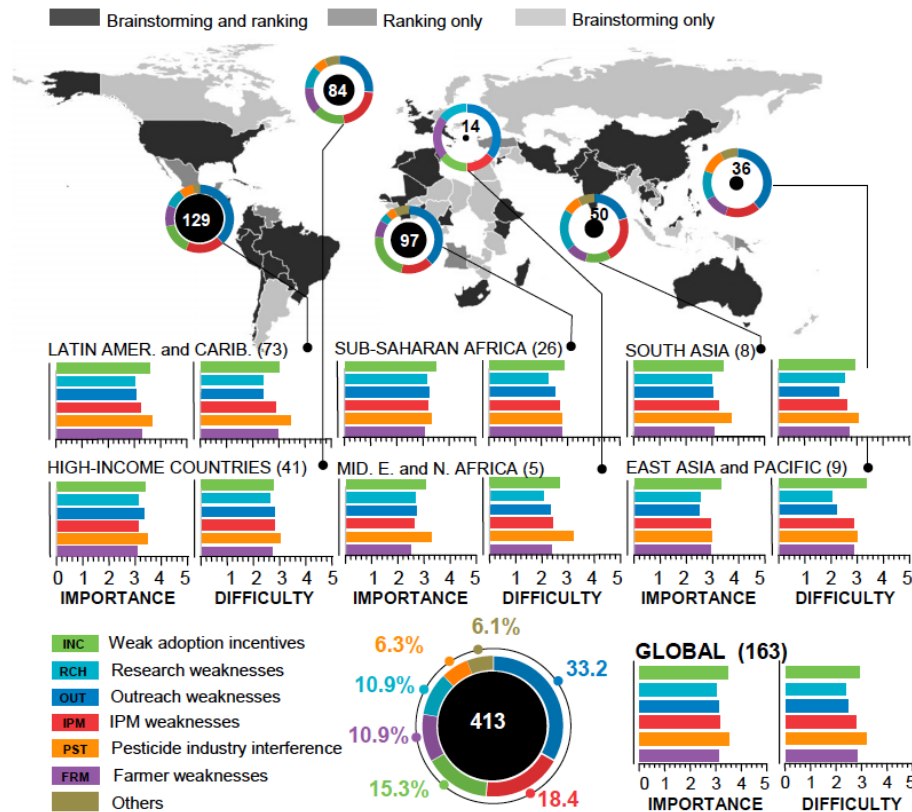 Brainstorming and ranking
Ranking only
Brainstorming only
84
14
36
129
97
50
LATIN AMER. and CARIB. (73)
SUB-SAHARAN AFRICA (26)
SOUTH ASIA (8)
HIGH-INCOME COUNTRIES (41)
MID. E. and N. AFRICA (5)
EAST ASIA and PACIFIC (9)
0 1 2 3 4 5 0 1 2 3 4 5
0 1 2 3 4 5 0 1 2 3 4 5
0 1 2 3 4 5 0 1 2 3 4 5
IMPORTANCE DIFFICULTY
IMPORTANCE DIFFICULTY
IMPORTANCE DIFFICULTY
INC Weak adoption incentives
RCH Research weaknesses
OUT Outreach weaknesses
IPM IPM weaknesses
PST Pesticide industry interference
FRM Farmer weaknesses
Others
6.1%
6.3%
33.2
10.9%
413
10.9%
15.3%
18.4
GLOBAL (163)
0 1 2 3 4 5 0 1 2 3 4 5
IMPORTANCE DIFFICULTY